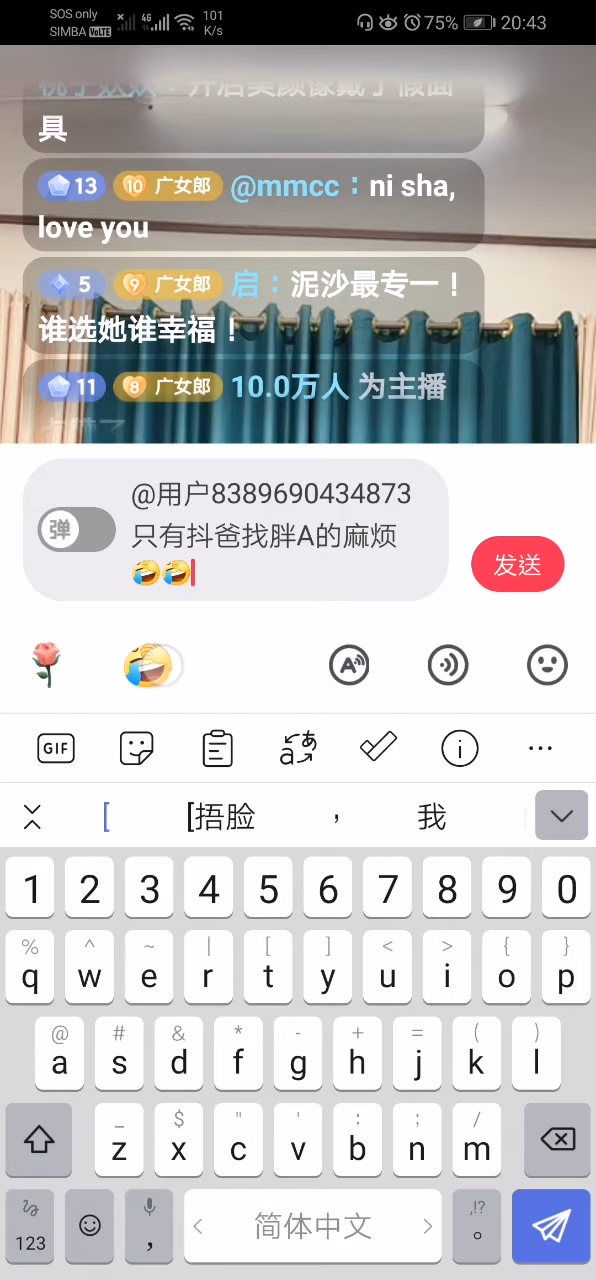 SOS only
SIMBA VoLTE
4G
101
K/s
75%
20:43
具
13 10 广女郎 @mmcc：ni sha,
love you
5 9 广女郎 启：泥沙最专一！
谁选她谁幸福！
11 8 广女郎 10.0万人 为主播
弹
@用户8389690434873
只有抖爸找胖A的麻烦
🤣🤣
发送
A
GIF
aあ
i
...
[ [捂脸 ， 我
1 2 3 4 5 6 7 8 9 0
% ^ ~ | [ ] < > { }
q w e r t y u i o p
@ # & * - + = ( )
a s d f g h j k l
_ $ " ' : ; /
z x c v b n m
,!?
123 ， 简体中文 。